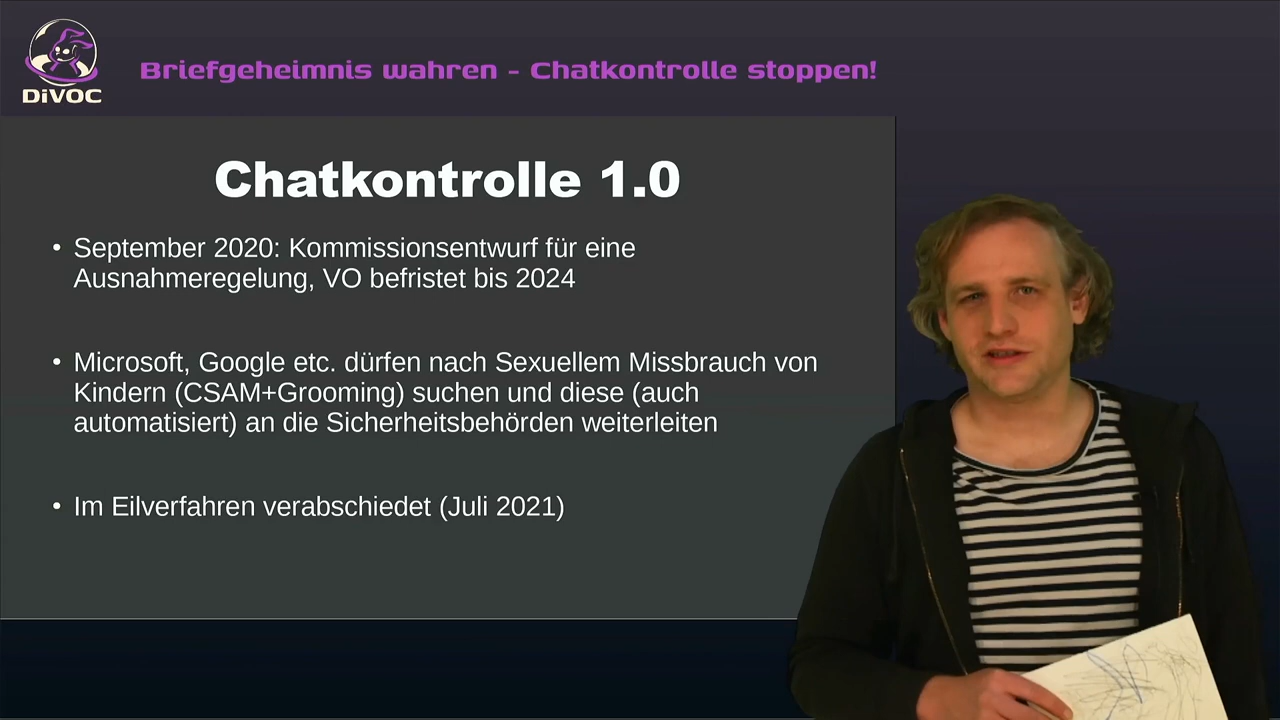 DiVOC
Briefgeheimnis wahren - Chatkontrolle stoppen!
Chatkontrolle 1.0
• September 2020: Kommissionsentwurf für eine
Ausnahmeregelung, VO befristet bis 2024
• Microsoft, Google etc. dürfen nach Sexuellem Missbrauch von
Kindern (CSAM+Grooming) suchen und diese (auch
automatisiert) an die Sicherheitsbehörden weiterleiten
• Im Eilverfahren verabschiedet (Juli 2021)